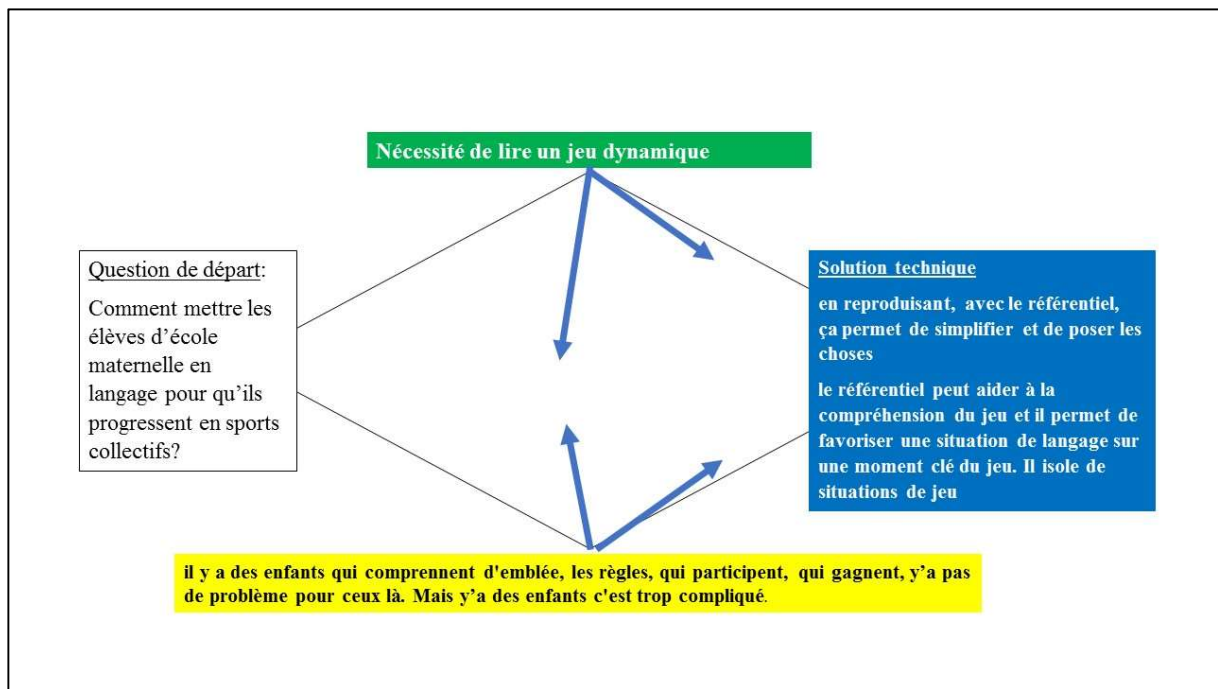 Nécessité de lire un jeu dynamique
Question de départ:
Comment mettre les
élèves d'école
maternelle en
langage pour qu'ils
progressent en sports
collectifs?
Solution technique
en reproduisant, avec le référentiel,
ça permet de simplifier et de poser les
choses
le référentiel peut aider à la
compréhension du jeu et il permet de
favoriser une situation de langage sur
une moment clé du jeu. Il isole de
situations de jeu
il y a des enfants qui comprennent d'emblée, les règles, qui participent, qui gagnent, y'a pas
de problème pour ceux là. Mais y'a des enfants c'est trop compliqué.